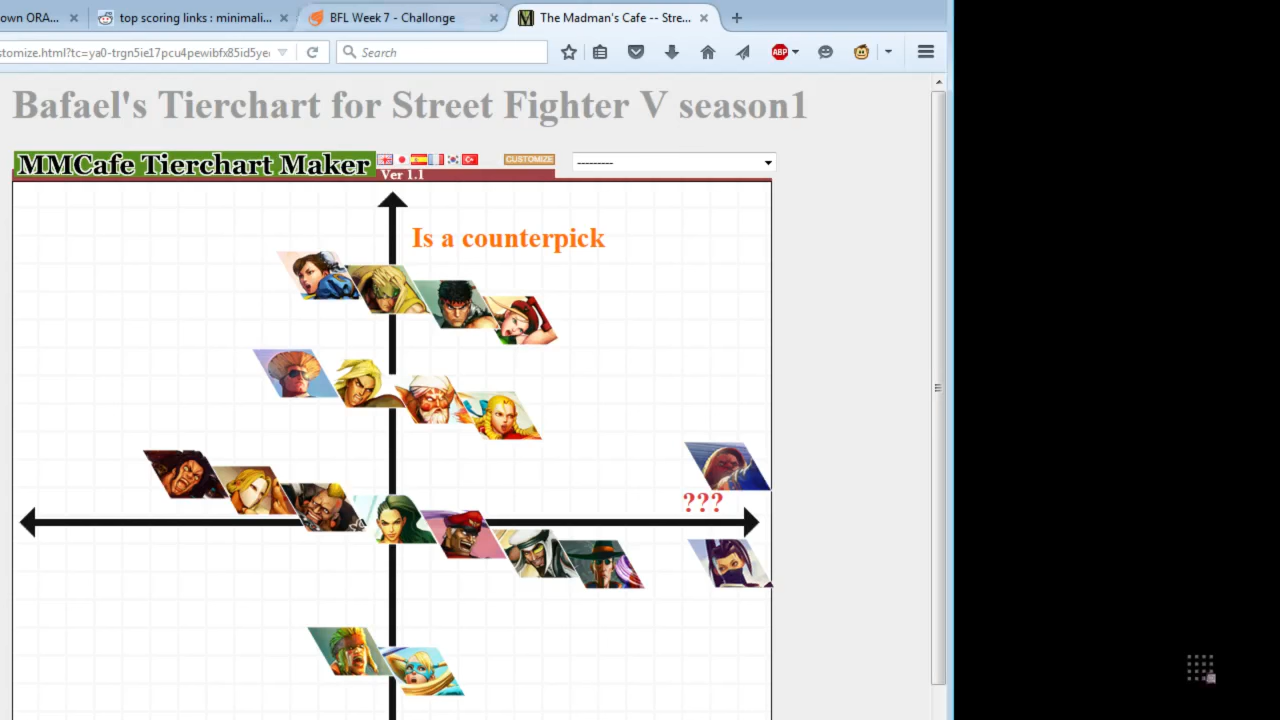 own ORA...
top scoring links : minimali...
BFL Week 7 - Challonge
The Madman's Cafe -- Stre...
stomize.html?tc=ya0-trgn5ie17pcu4pewibfx85id5ye
Search
ABP
Bafael's Tierchart for Street Fighter V season1
MMCafe Tierchart Maker
CUSTOMIZE
---------
Ver 1.1
Is a counterpick
???